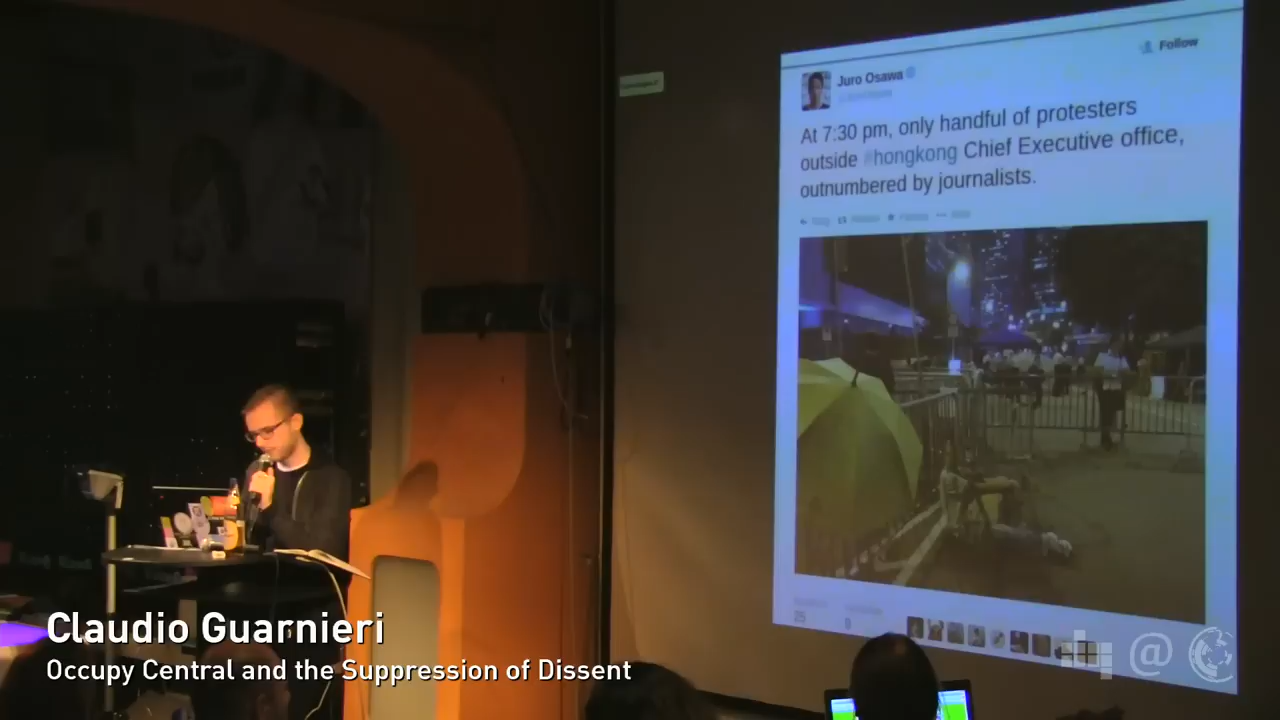 Follow
Juro Osawa
At 7:30 pm, only handful of protesters
outside #hongkong Chief Executive office,
outnumbered by journalists.
25
Claudio Guarnieri
Occupy Central and the Suppression of Dissent
@